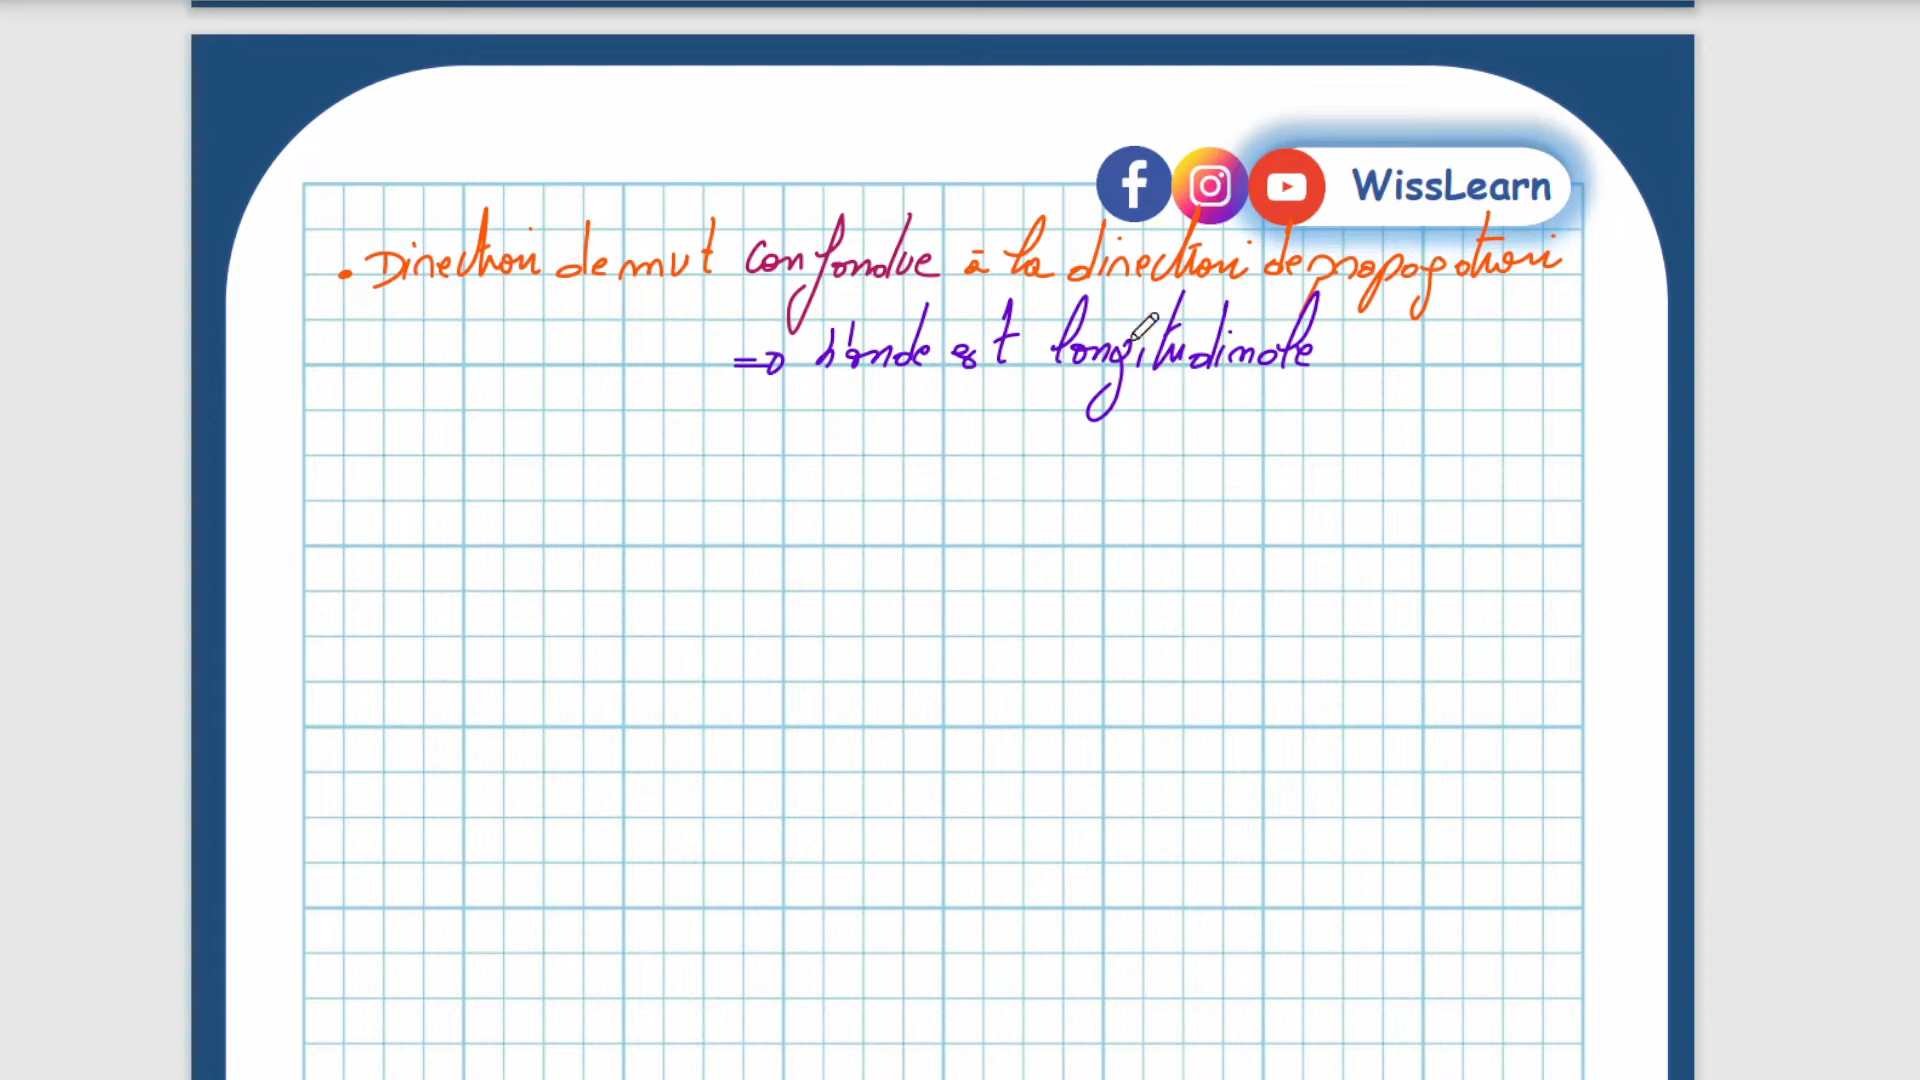 WissLearn
. Direction de mvt confondue à la direction de propagation
=> l'onde est longitudinale